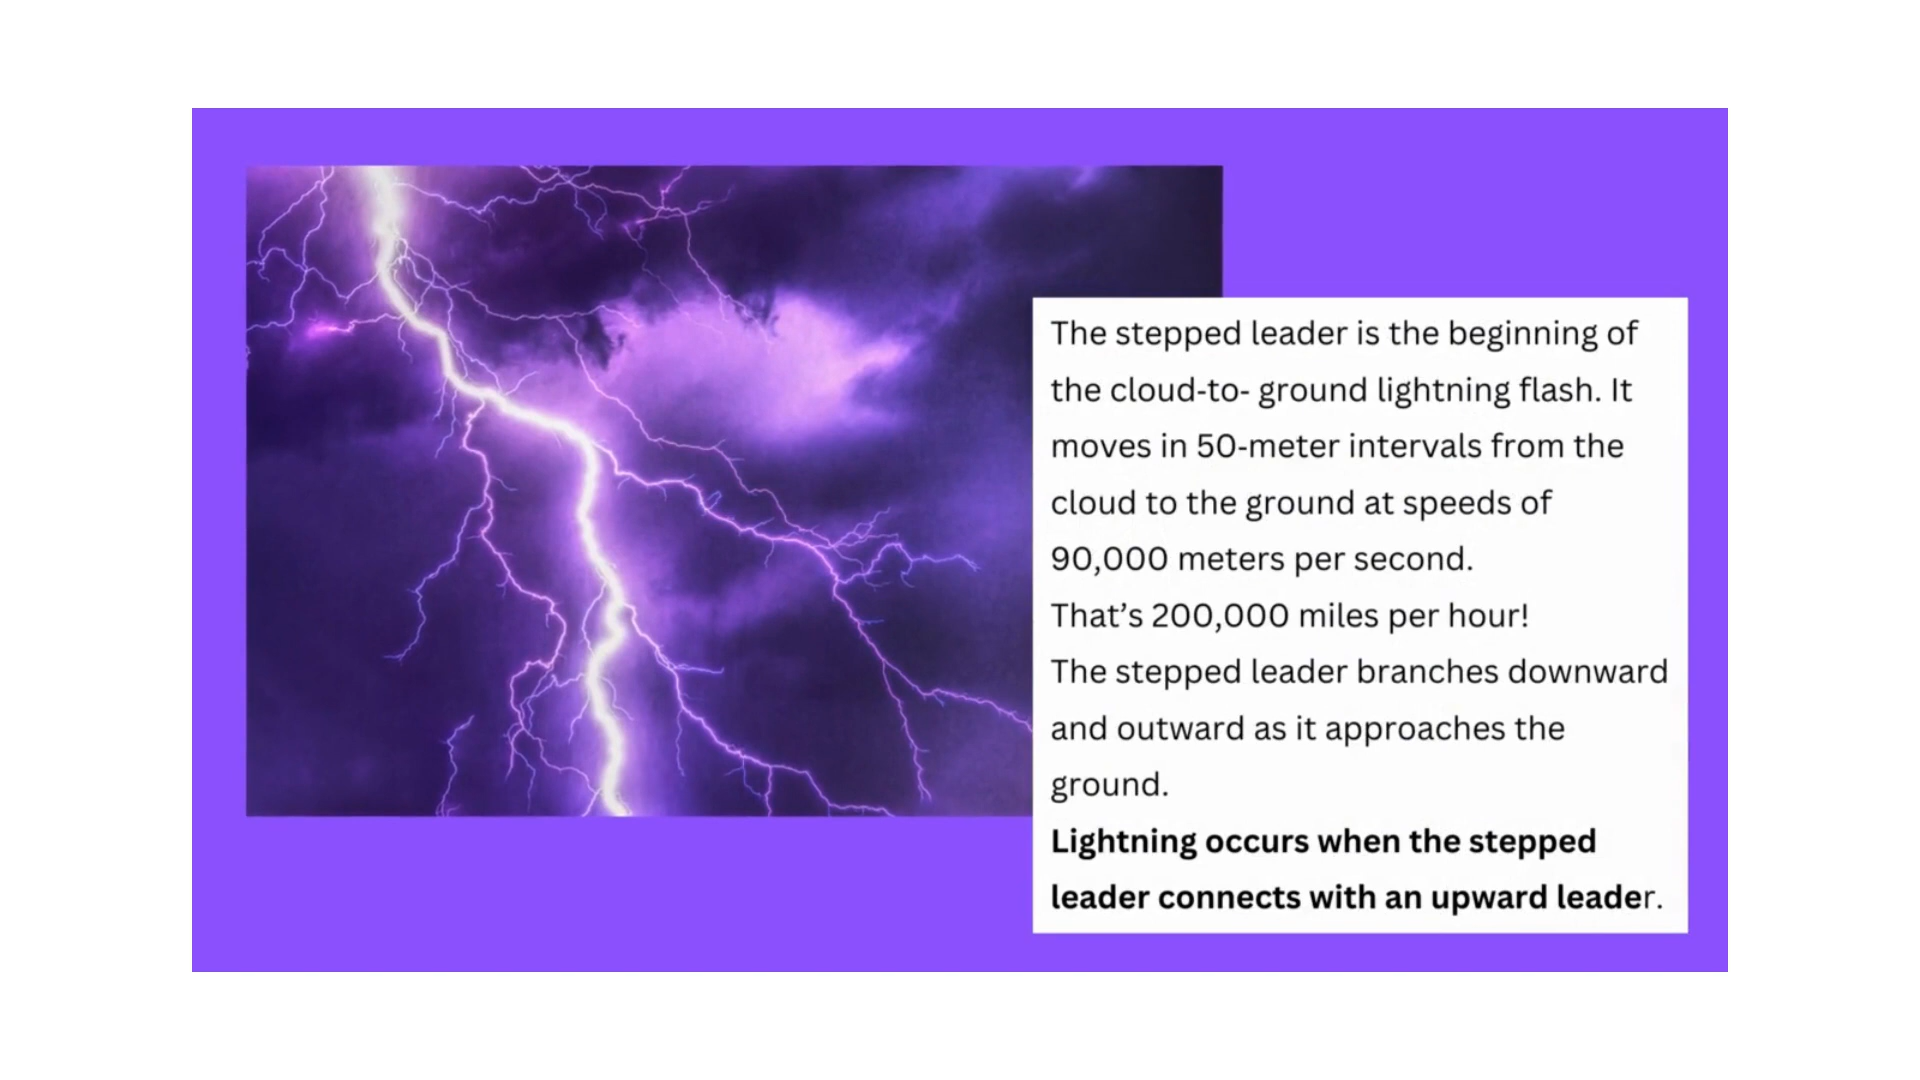 The stepped leader is the beginning of
the cloud-to- ground lightning flash. It
moves in 50-meter intervals from the
cloud to the ground at speeds of
90,000 meters per second.
That’s 200,000 miles per hour!
The stepped leader branches downward
and outward as it approaches the
ground.
Lightning occurs when the stepped
leader connects with an upward leader.